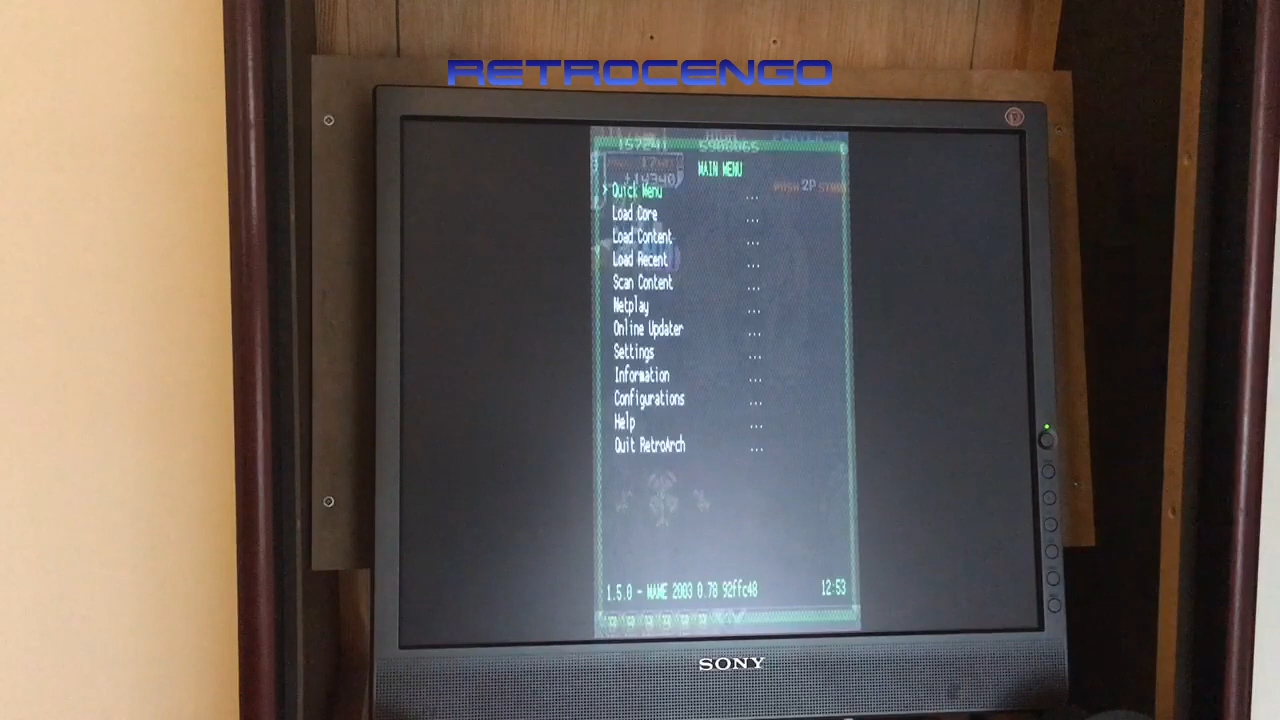 RETROCENGO
MAIN MENU
> Quick Menu ...
Load Core ...
Load Content ...
Load Recent ...
Scan Content ...
Netplay ...
Online Updater ...
Settings ...
Information ...
Configurations ...
Help ...
Quit RetroArch ...
1.5.0 - MAME 2003 0.78 92ffc48 12:53
SONY